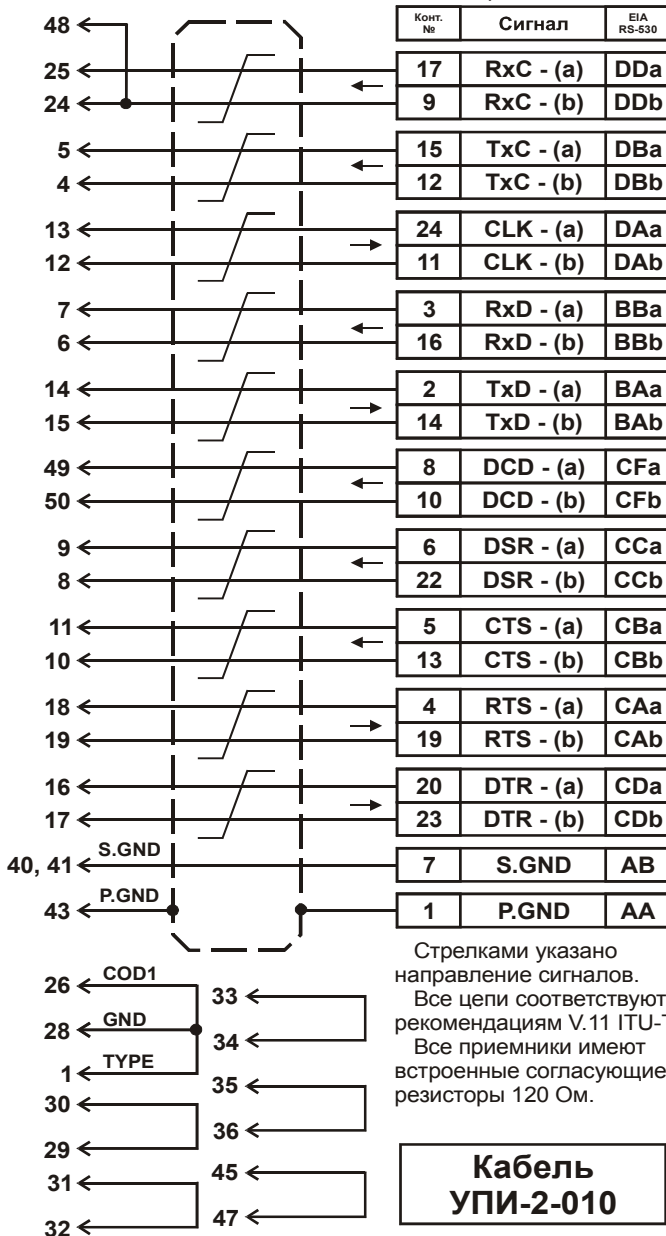 Конт. № Сигнал EIA RS-530
48
25 17 RxC - (a) DDa
24 9 RxC - (b) DDb
5 15 TxC - (a) DBa
4 12 TxC - (b) DBb
13 24 CLK - (a) DAa
12 11 CLK - (b) DAb
7 3 RxD - (a) BBa
6 16 RxD - (b) BBb
14 2 TxD - (a) BAa
15 14 TxD - (b) BAb
49 8 DCD - (a) CFa
50 10 DCD - (b) CFb
9 6 DSR - (a) CCa
8 22 DSR - (b) CCb
11 5 CTS - (a) CBa
10 13 CTS - (b) CBb
18 4 RTS - (a) CAa
19 19 RTS - (b) CAb
16 20 DTR - (a) CDa
17 23 DTR - (b) CDb
40, 41 S.GND 7 S.GND AB
43 P.GND 1 P.GND AA
26 COD1
28 GND
1 TYPE
30
29
31
32
33
34
35
36
45
47
Стрелками указано
направление сигналов.
Все цепи соответствуют
рекомендациям V.11 ITU-T
Все приемники имеют
встроенные согласующие
резисторы 120 Ом.
Кабель
УПИ-2-010